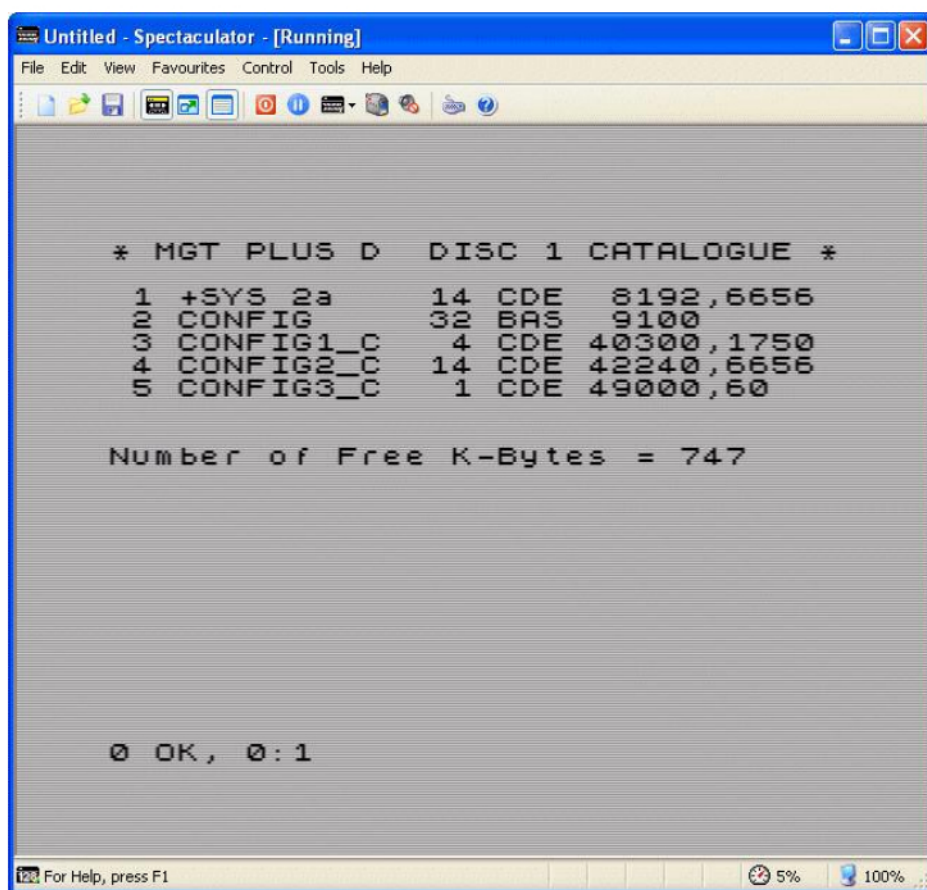 Untitled - Spectaculator - [Running]
File Edit View Favourites Control Tools Help
* MGT PLUS D DISC 1 CATALOGUE *
1 +SYS 2a 14 CDE 8192,6656
2 CONFIG 32 BAS 9100
3 CONFIG1_C 4 CDE 40300,1750
4 CONFIG2_C 14 CDE 42240,6656
5 CONFIG3_C 1 CDE 49000,60
Number of Free K-Bytes = 747
0 OK, 0:1
For Help, press F1 5% 100%